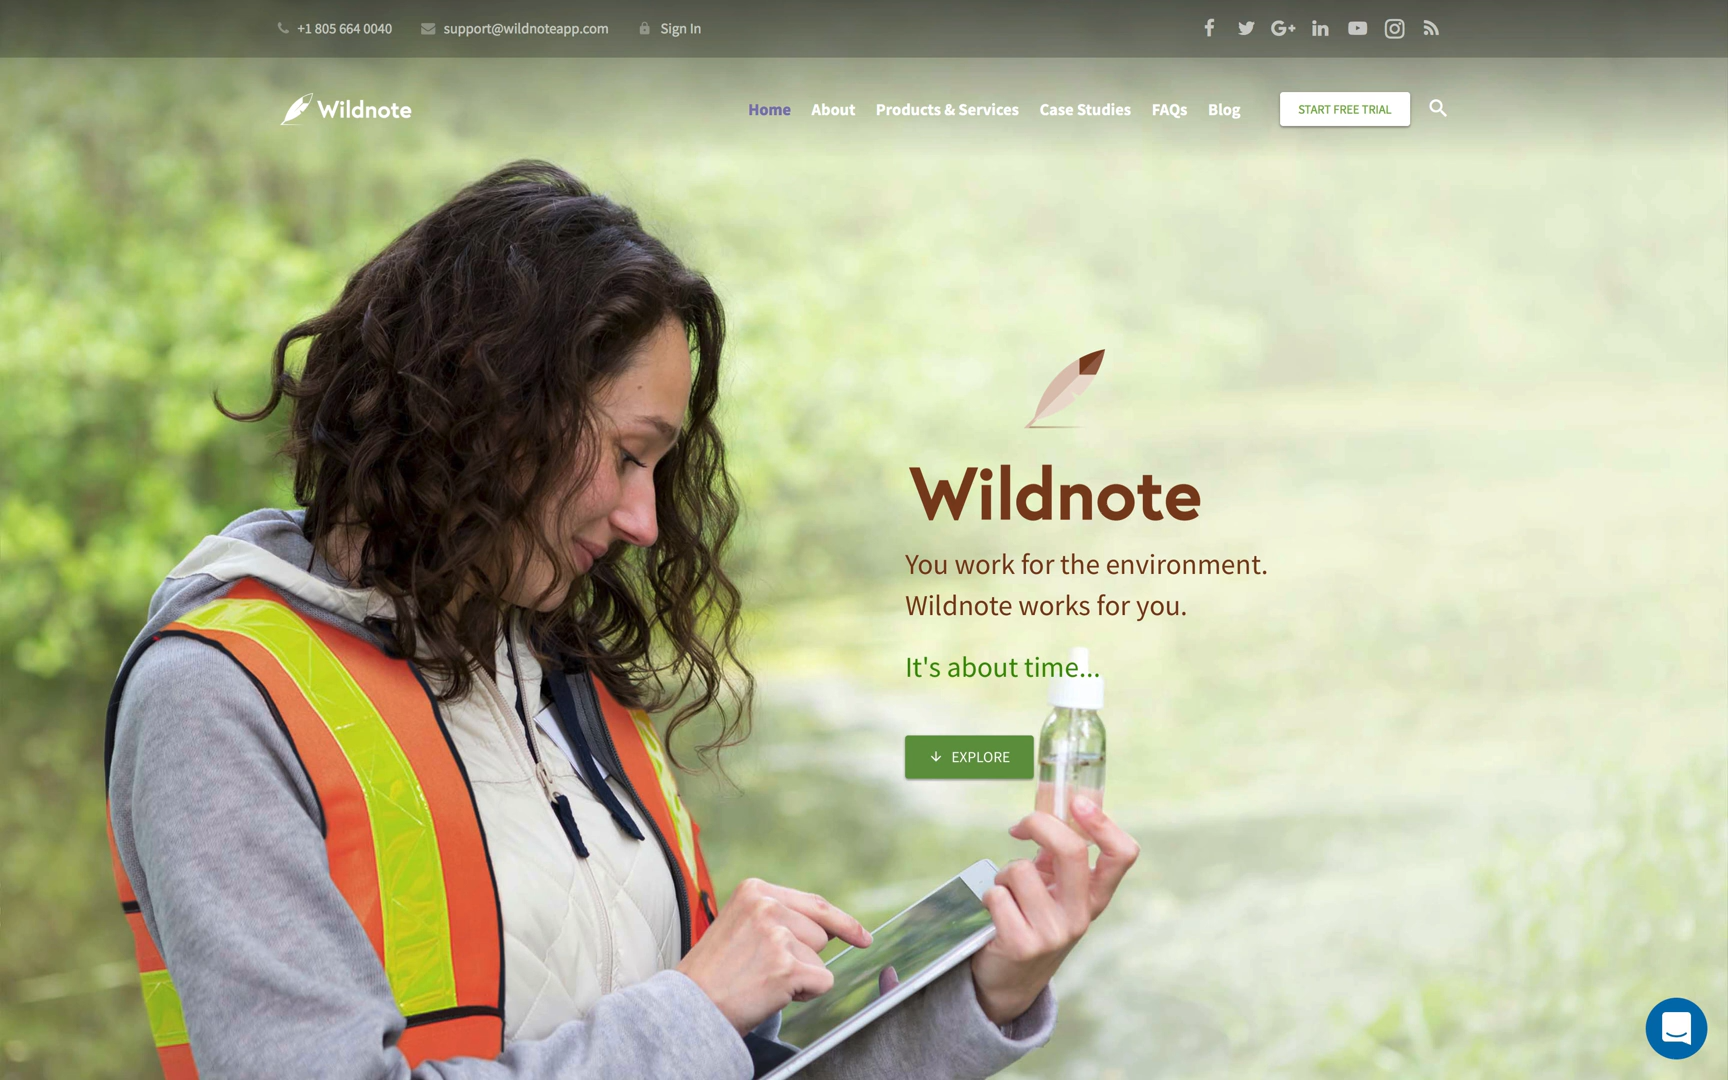 +1 805 664 0040
support@wildnoteapp.com
Sign In
Wildnote
Home
About
Products & Services
Case Studies
FAQs
Blog
START FREE TRIAL
Wildnote
You work for the environment.
Wildnote works for you.
It's about time...
EXPLORE